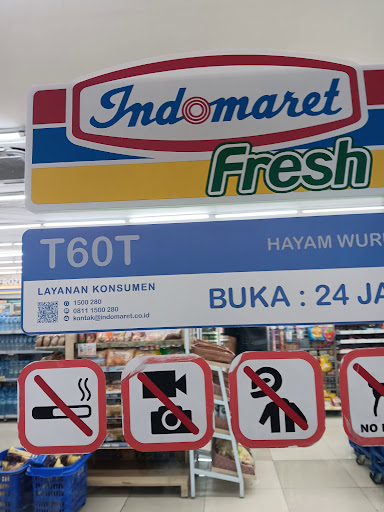 Indomaret
Fresh
T60T
HAYAM WUR
LAYANAN KONSUMEN
1500 280
0811 1500 280
kontak@indomaret.co.id
BUKA : 24 JA
NO